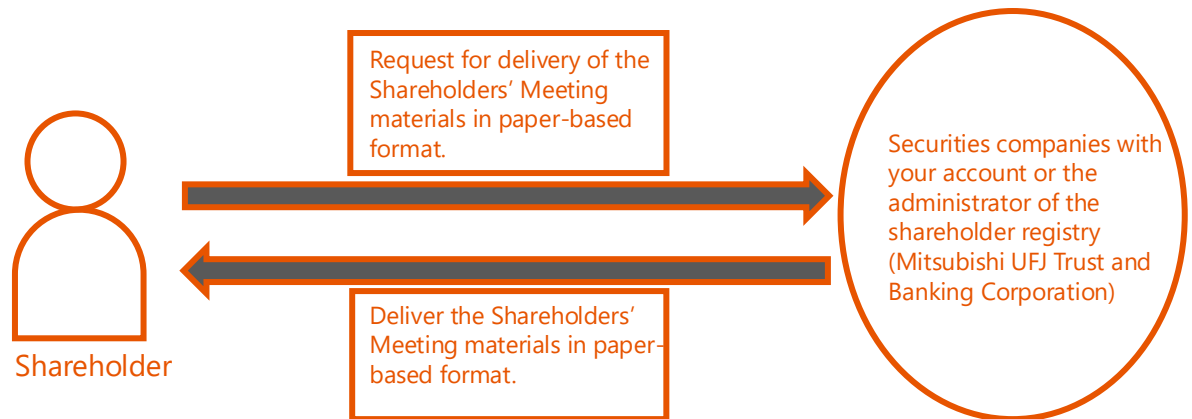 Request for delivery of the
Shareholders' Meeting
materials in paper-based
format.
Securities companies with
your account or the
administrator of the
shareholder registry
(Mitsubishi UFJ Trust and
Banking Corporation)
Deliver the Shareholders'
Meeting materials in paper-
based format.
Shareholder